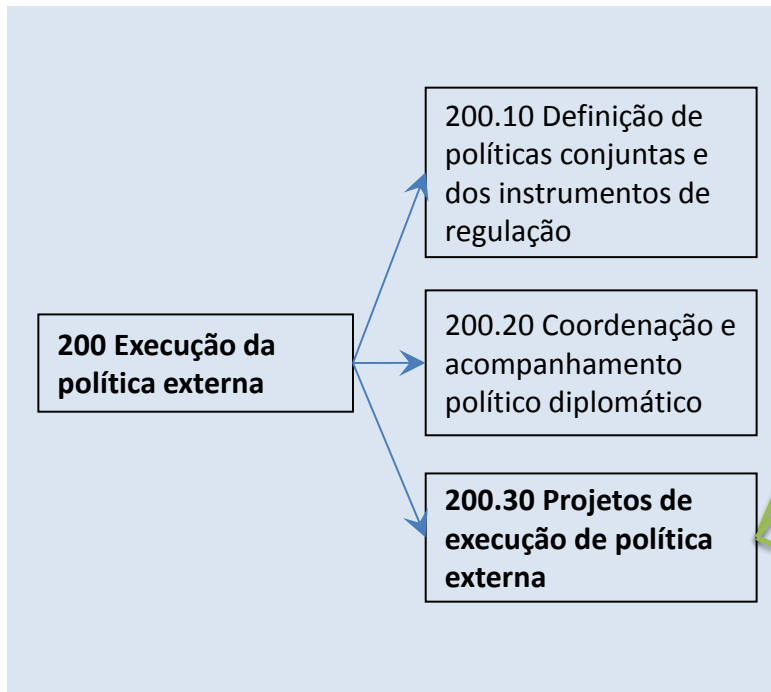 200.10 Definição de
políticas conjuntas e
dos instrumentos de
regulação
200 Execução da
política externa
200.20 Coordenação e
acompanhamento
político diplomático
200.30 Projetos de
execução de política
externa